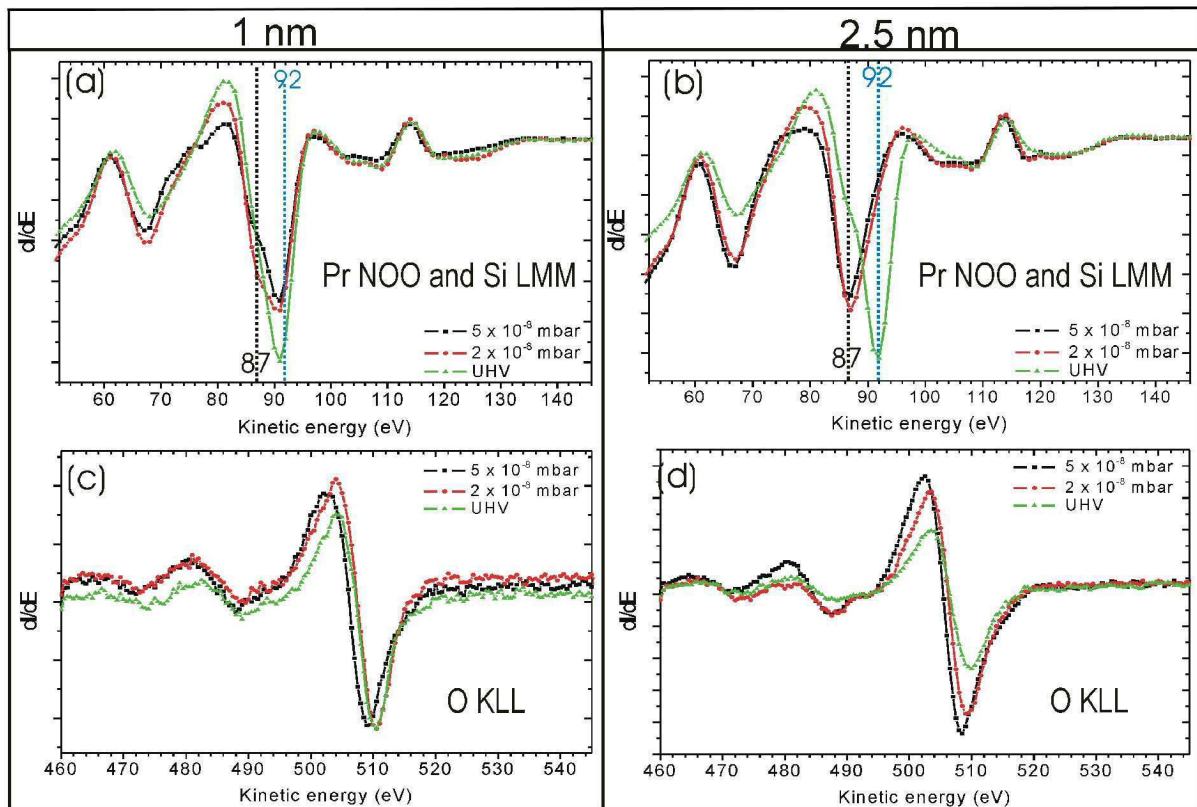 1 nm
2.5 nm
(a)
92
Pr NOO and Si LMM
5 x 10⁻⁸ mbar
2 x 10⁻⁸ mbar
UHV
87
dI/dE
60 70 80 90 100 110 120 130 140
Kinetic energy (eV)
(b)
92
Pr NOO and Si LMM
5 x 10⁻⁸ mbar
2 x 10⁻⁸ mbar
UHV
87
dI/dE
60 70 80 90 100 110 120 130 140
Kinetic energy (eV)
(c)
5 x 10⁻⁸ mbar
2 x 10⁻⁸ mbar
UHV
dI/dE
O KLL
460 470 480 490 500 510 520 530 540
Kinetic energy (eV)
(d)
5 x 10⁻⁸ mbar
2 x 10⁻⁸ mbar
UHV
dI/dE
O KLL
460 470 480 490 500 510 520 530 540
Kinetic energy (eV)